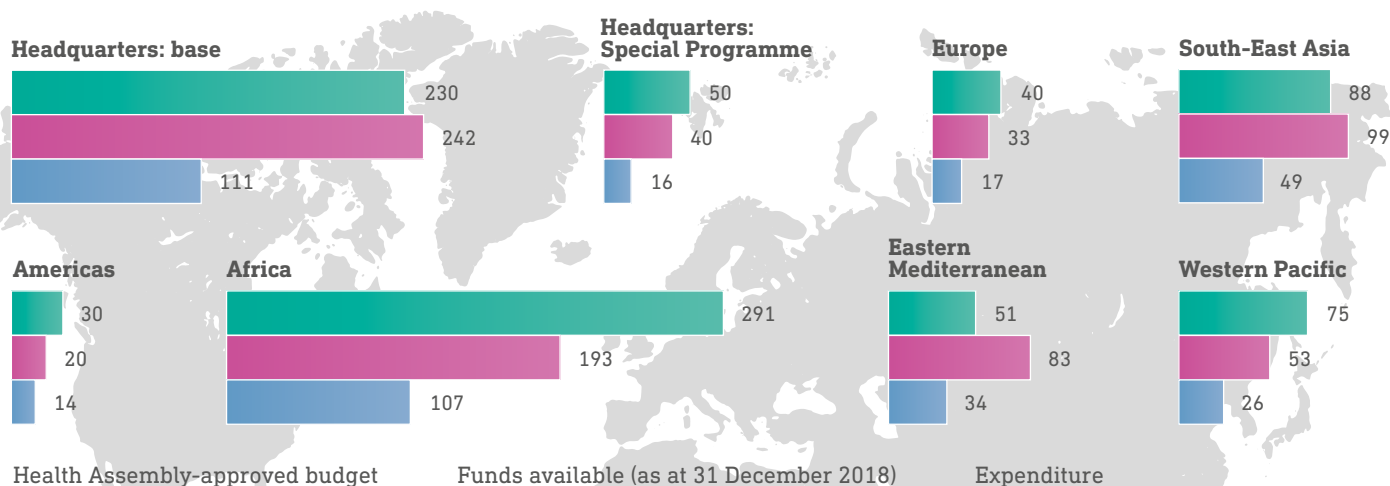 Headquarters: base
230
242
111
Headquarters:
Special Programme
50
40
16
Europe
40
33
17
South-East Asia
88
99
49
Americas
30
20
14
Africa
291
193
107
Eastern
Mediterranean
51
83
34
Western Pacific
75
53
26
Health Assembly-approved budget
Funds available (as at 31 December 2018)
Expenditure